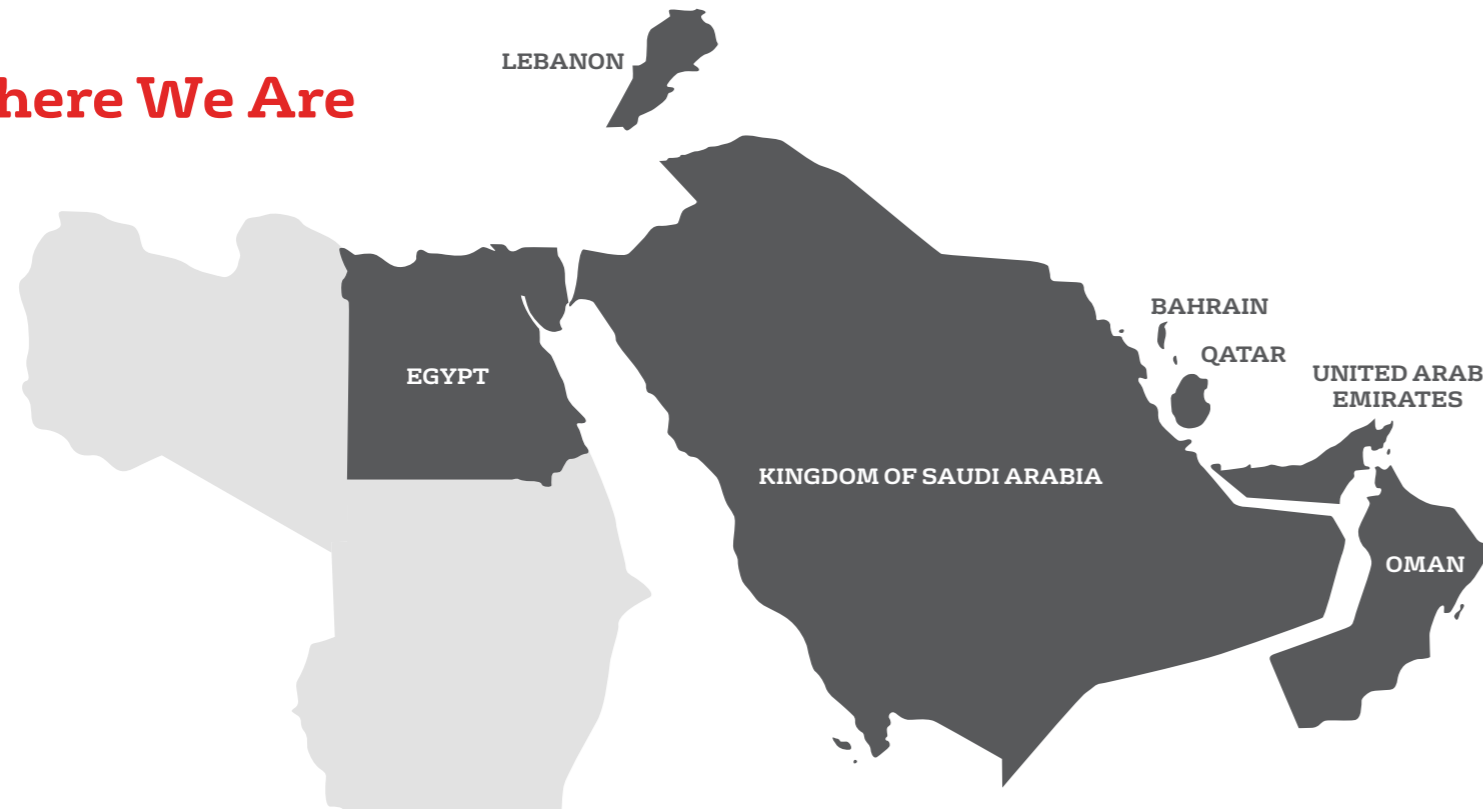 LEBANON
here We Are
BAHRAIN
QATAR
EGYPT
UNITED ARAB
EMIRATES
KINGDOM OF SAUDI ARABIA
OMAN